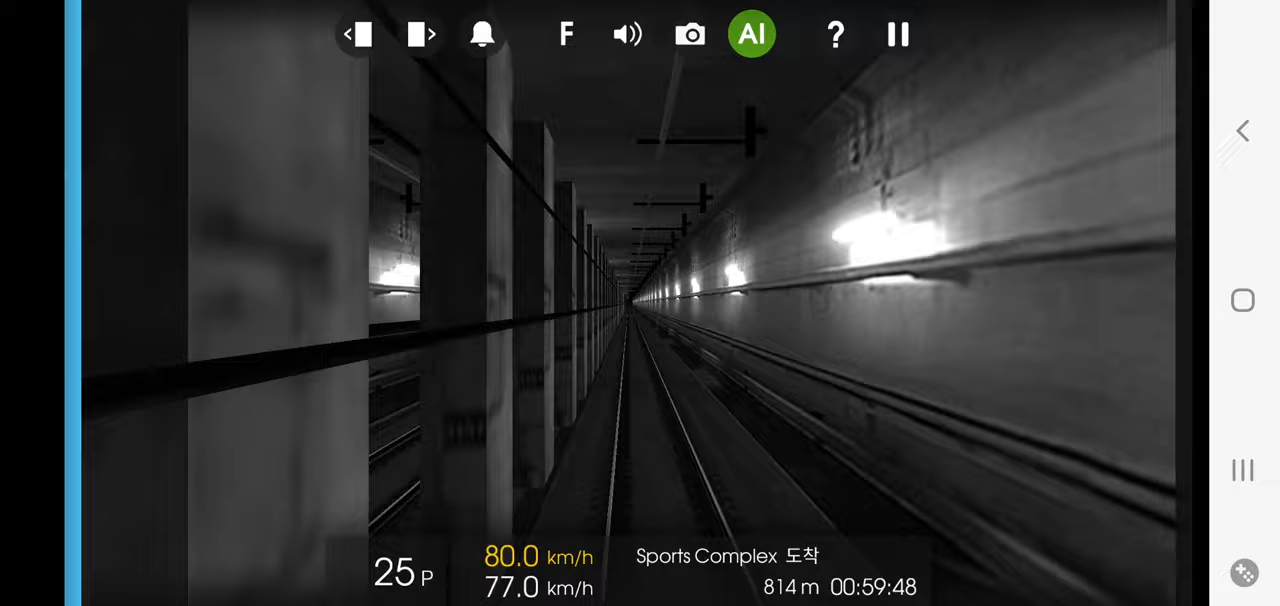 F AI ?
25 P
80.0 km/h
77.0 km/h
Sports Complex 도착
814 m 00:59:48